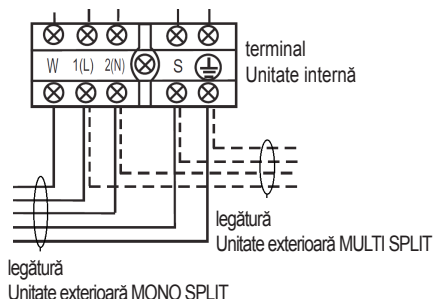 W 1(L) 2(N) S
terminal
Unitate internă
legătură
Unitate exterioară MULTI SPLIT
legătură
Unitate exterioară MONO SPLIT